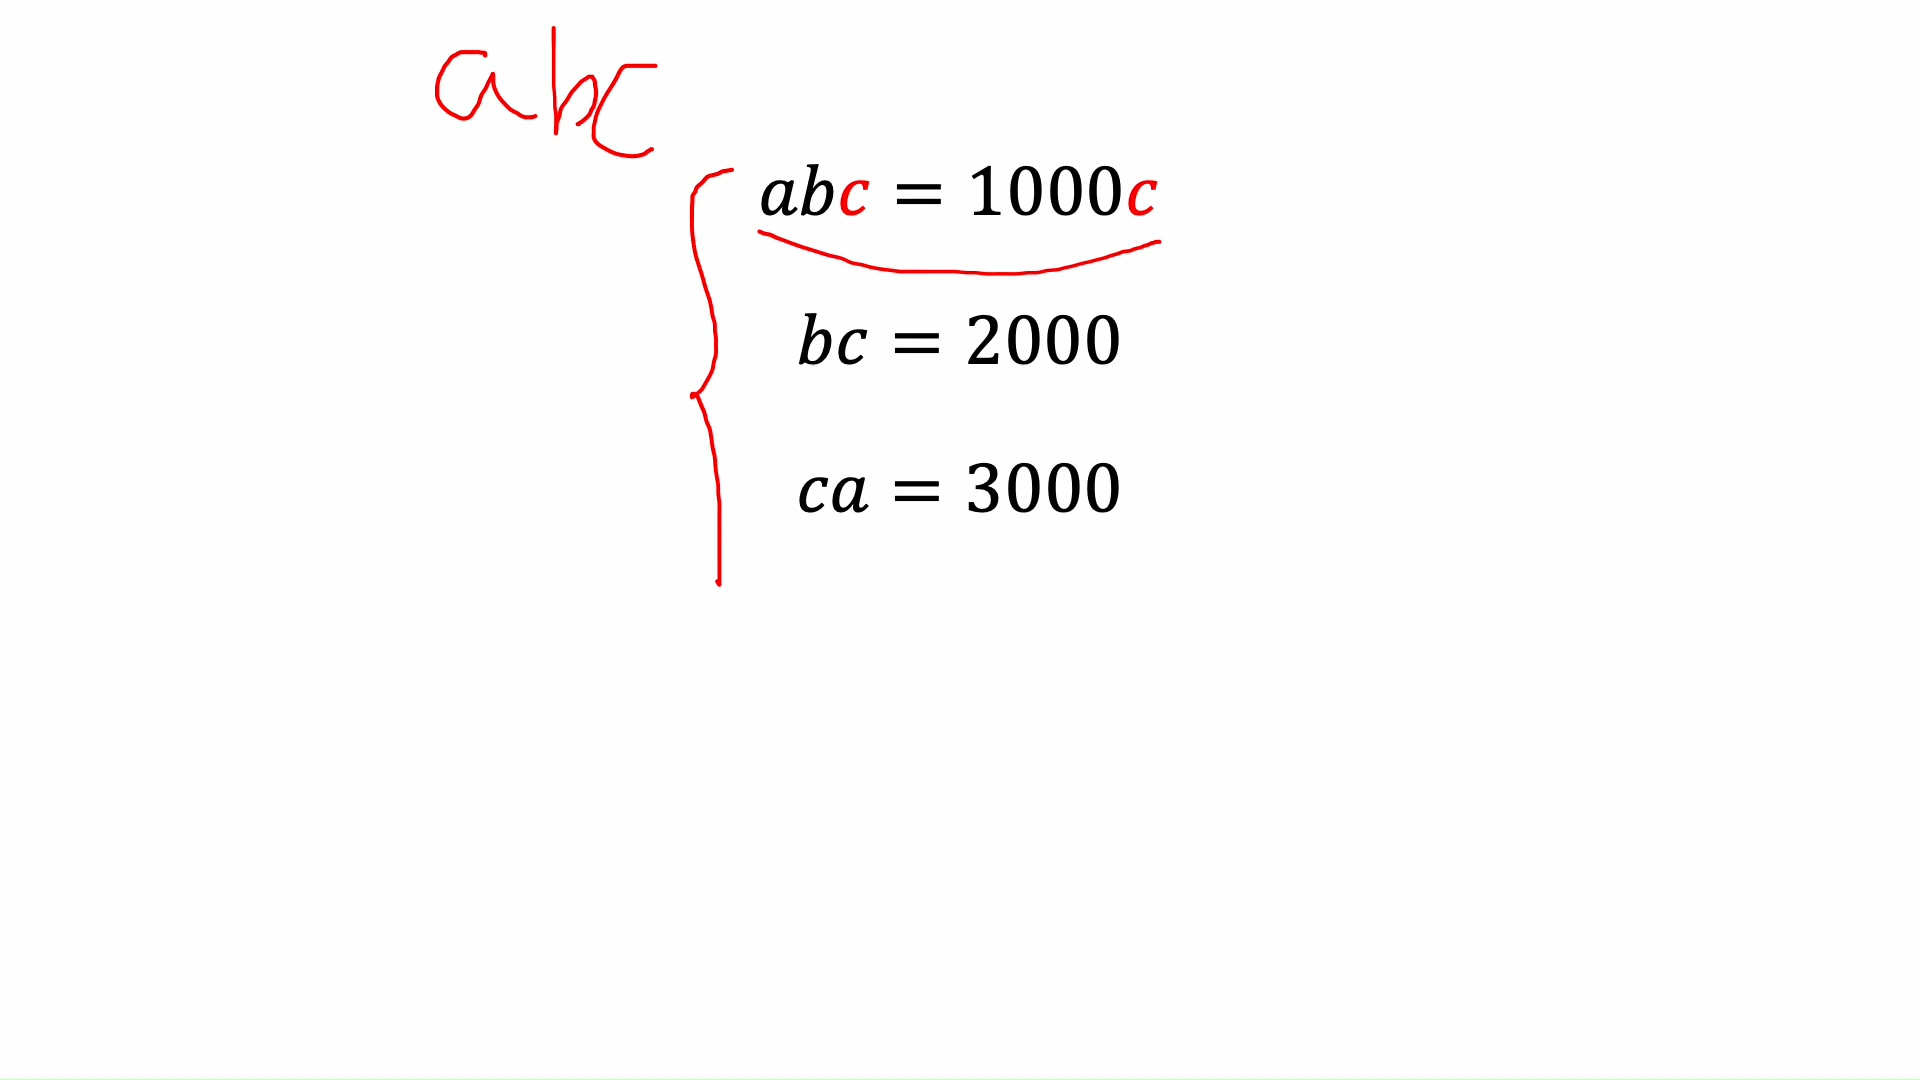 abc
abc = 1000c
bc = 2000
ca = 3000